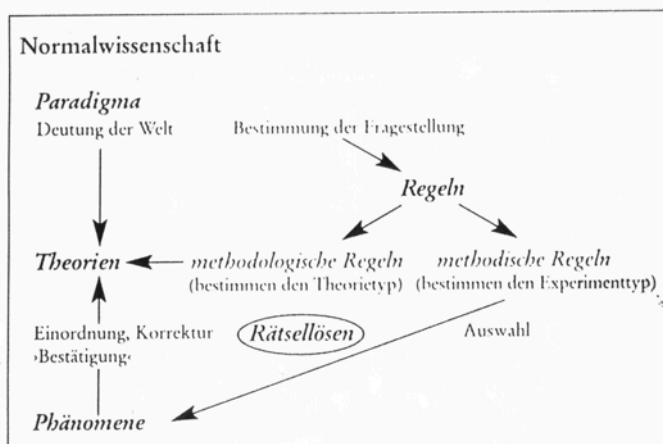 Normalwissenschaft
Paradigma
Deutung der Welt
Bestimmung der Fragestellung
Regeln
Theorien
methodologische Regeln
(bestimmen den Theorietyp)
methodische Regeln
(bestimmen den Experimenttyp)
Einordnung, Korrektur
›Bestätigung‹
Rätsellösen
Auswahl
Phänomene